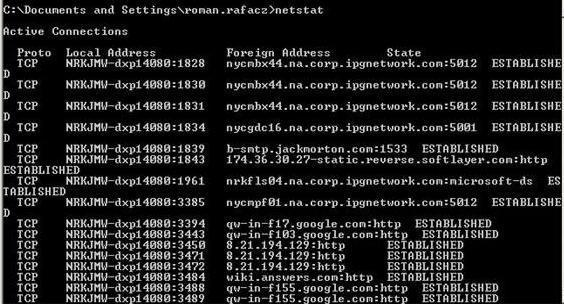 C:\Documents and Settings\roman.rafacz>netstat
Active Connections
Proto Local Address Foreign Address State
TCP NRKJMW-dxp14080:1828 nycmbx44.na.corp.ipgnetwork.com:5012 ESTABLISHE
D
TCP NRKJMW-dxp14080:1830 nycmbx44.na.corp.ipgnetwork.com:5012 ESTABLISHE
D
TCP NRKJMW-dxp14080:1831 nycmbx44.na.corp.ipgnetwork.com:5012 ESTABLISHE
D
TCP NRKJMW-dxp14080:1834 nycgdc16.na.corp.ipgnetwork.com:5001 ESTABLISHE
D
TCP NRKJMW-dxp14080:1839 b-smtp.jackmorton.com:1533 ESTABLISHED
TCP NRKJMW-dxp14080:1843 174.36.30.27-static.reverse.softlayer.com:http
ESTABLISHED
TCP NRKJMW-dxp14080:1961 nrkfls04.na.corp.ipgnetwork.com:microsoft-ds ES
TABLISHED
TCP NRKJMW-dxp14080:3385 nycmpf01.na.corp.ipgnetwork.com:5012 ESTABLISHE
D
TCP NRKJMW-dxp14080:3394 qw-in-f17.google.com:http ESTABLISHED
TCP NRKJMW-dxp14080:3443 qw-in-f103.google.com:http ESTABLISHED
TCP NRKJMW-dxp14080:3450 8.21.194.129:http ESTABLISHED
TCP NRKJMW-dxp14080:3471 8.21.194.129:http ESTABLISHED
TCP NRKJMW-dxp14080:3472 8.21.194.129:http ESTABLISHED
TCP NRKJMW-dxp14080:3484 wiki.answers.com:http ESTABLISHED
TCP NRKJMW-dxp14080:3488 qw-in-f155.google.com:http ESTABLISHED
TCP NRKJMW-dxp14080:3489 qw-in-f155.google.com:http ESTABLISHED